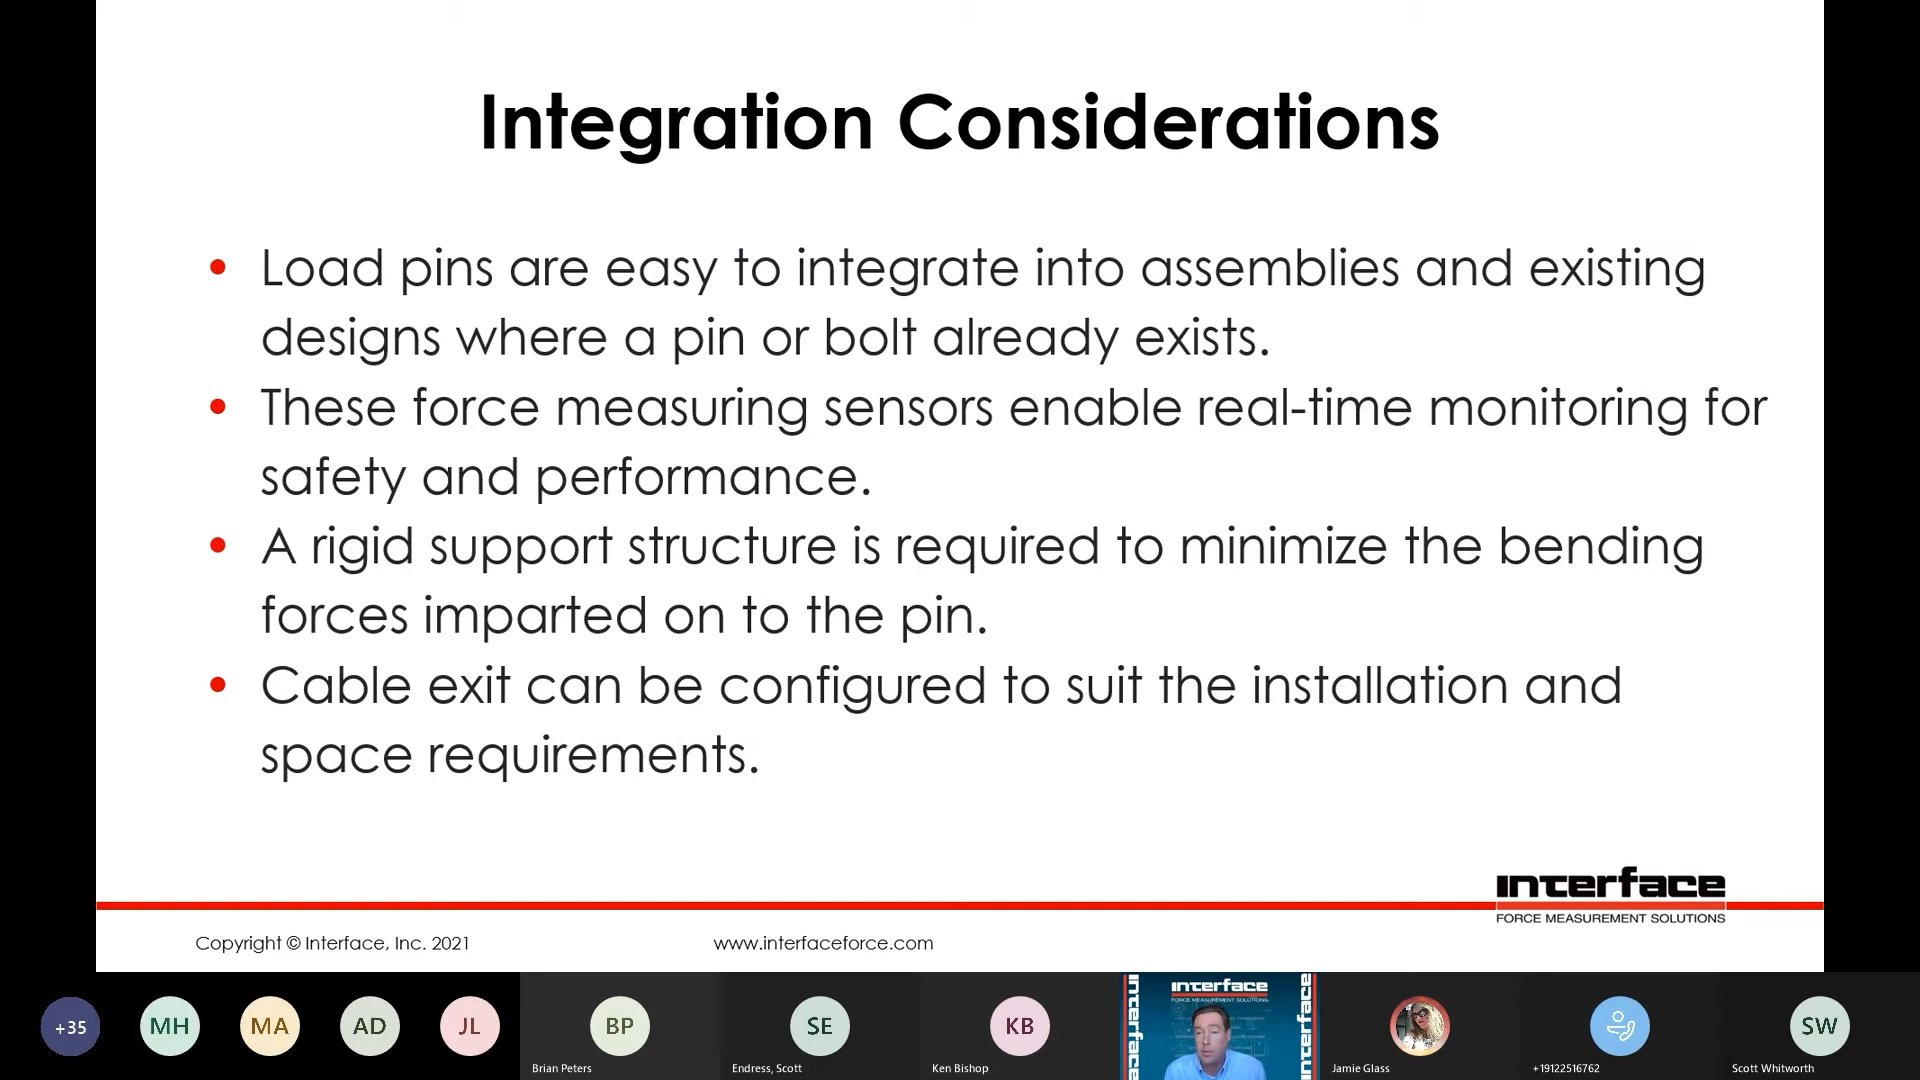 Integration Considerations
• Load pins are easy to integrate into assemblies and existing
designs where a pin or bolt already exists.
• These force measuring sensors enable real-time monitoring for
safety and performance.
• A rigid support structure is required to minimize the bending
forces imparted on to the pin.
• Cable exit can be configured to suit the installation and
space requirements.
interface
FORCE MEASUREMENT SOLUTIONS
Copyright © Interface, Inc. 2021
www.interfaceforce.com
+35
MH
MA
AD
JL
BP
Brian Peters
SE
Endress, Scott
KB
Ken Bishop
interface
interface
FORCE MEASUREMENT SOLUTIONS
interface
Jamie Glass
+19122516762
SW
Scott Whitworth